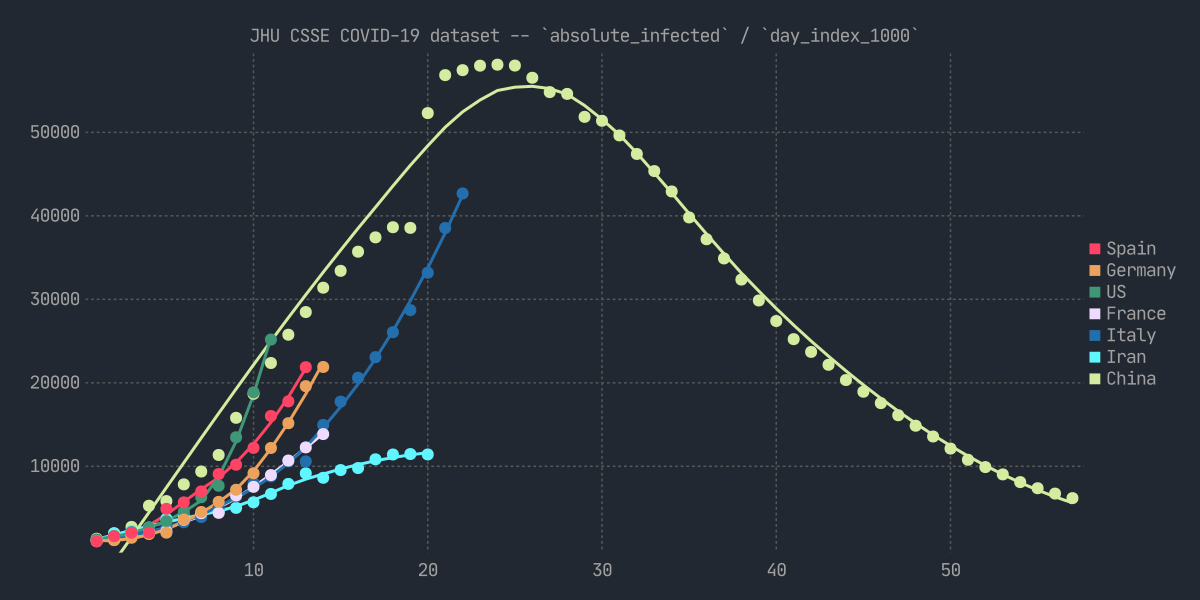 JHU CSSE COVID-19 dataset -- `absolute_infected` / `day_index_1000`
50000
40000
30000
20000
10000
10 20 30 40 50
Spain
Germany
US
France
Italy
Iran
China